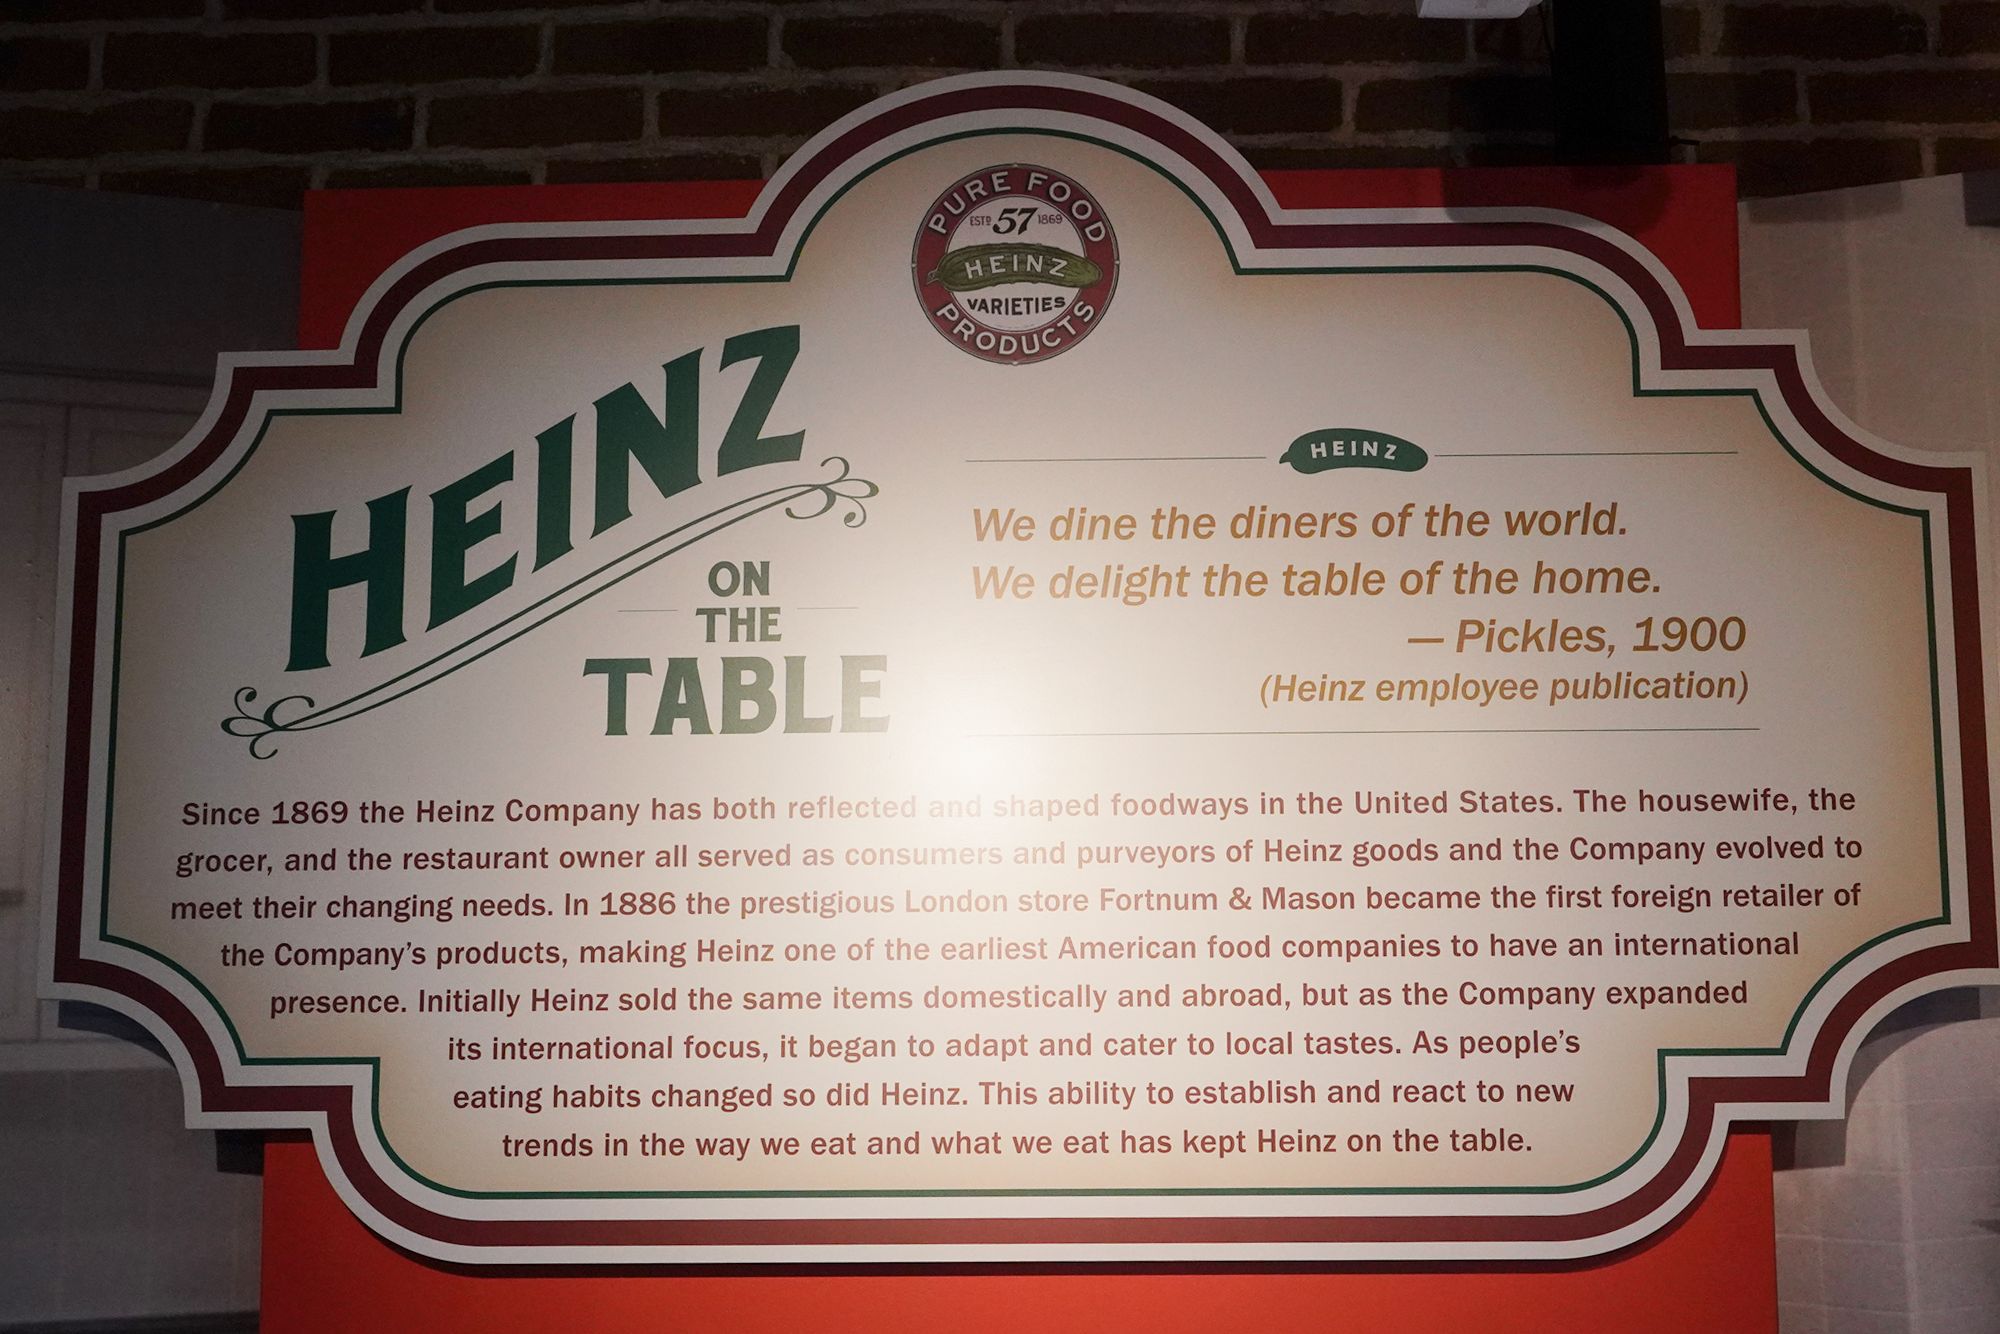 PURE FOOD
ESTD 57 1869
HEINZ
VARIETIES
PRODUCTS
HEINZ
ON
THE
TABLE
HEINZ
We dine the diners of the world.
We delight the table of the home.
— Pickles, 1900
(Heinz employee publication)
Since 1869 the Heinz Company has both reflected and shaped foodways in the United States. The housewife, the
grocer, and the restaurant owner all served as consumers and purveyors of Heinz goods and the Company evolved to
meet their changing needs. In 1886 the prestigious London store Fortnum & Mason became the first foreign retailer of
the Company’s products, making Heinz one of the earliest American food companies to have an international
presence. Initially Heinz sold the same items domestically and abroad, but as the Company expanded
its international focus, it began to adapt and cater to local tastes. As people’s
eating habits changed so did Heinz. This ability to establish and react to new
trends in the way we eat and what we eat has kept Heinz on the table.